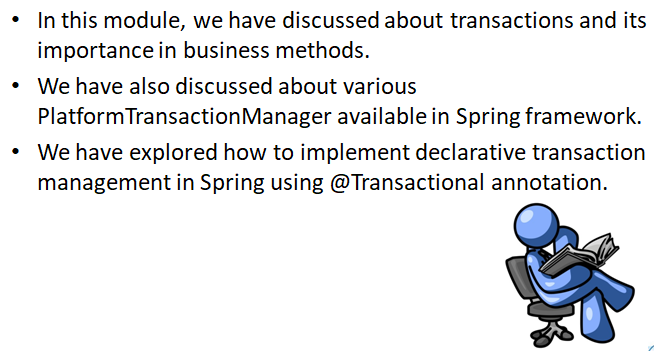 • In this module, we have discussed about transactions and its
importance in business methods.
• We have also discussed about various
PlatformTransactionManager available in Spring framework.
• We have explored how to implement declarative transaction
management in Spring using @Transactional annotation.